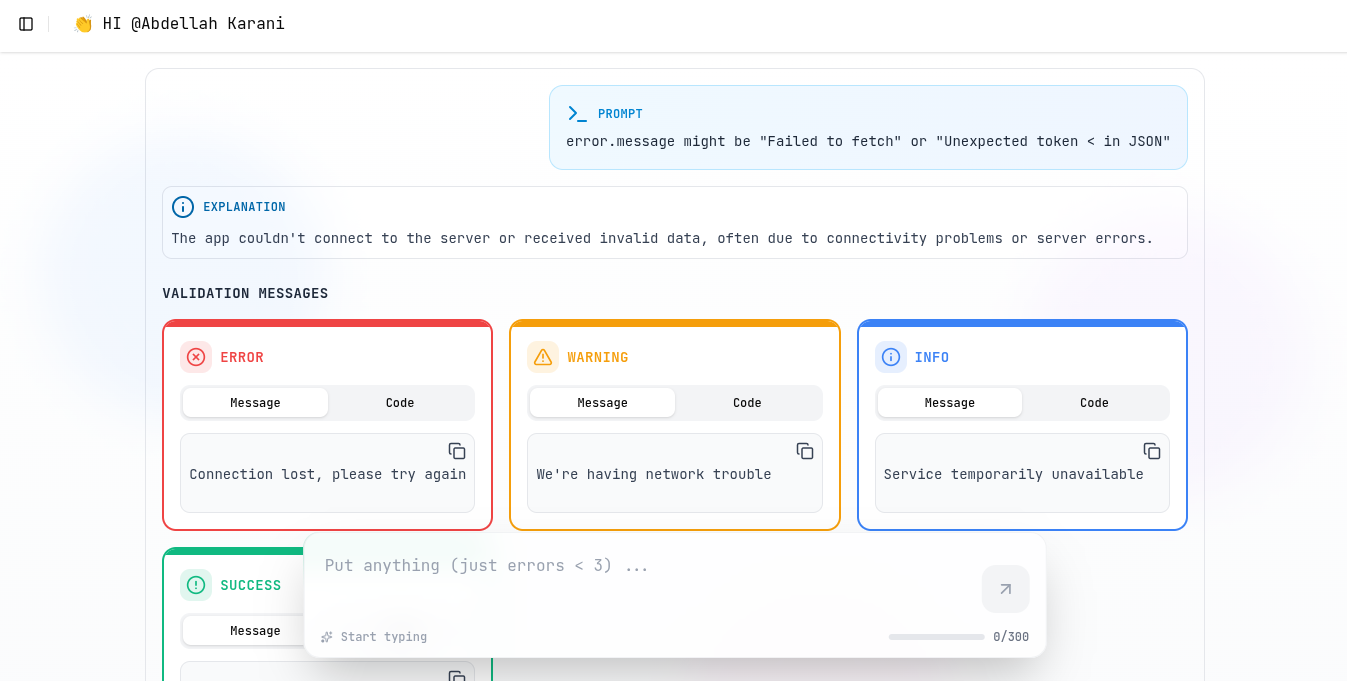 👋 HI @Abdellah Karani
PROMPT
error.message might be "Failed to fetch" or "Unexpected token < in JSON"
EXPLANATION
The app couldn't connect to the server or received invalid data, often due to connectivity problems or server errors.
VALIDATION MESSAGES
ERROR
Message Code
Connection lost, please try again
WARNING
Message Code
We're having network trouble
INFO
Message Code
Service temporarily unavailable
SUCCESS
Message
Put anything (just errors < 3) ...
Start typing
0/300